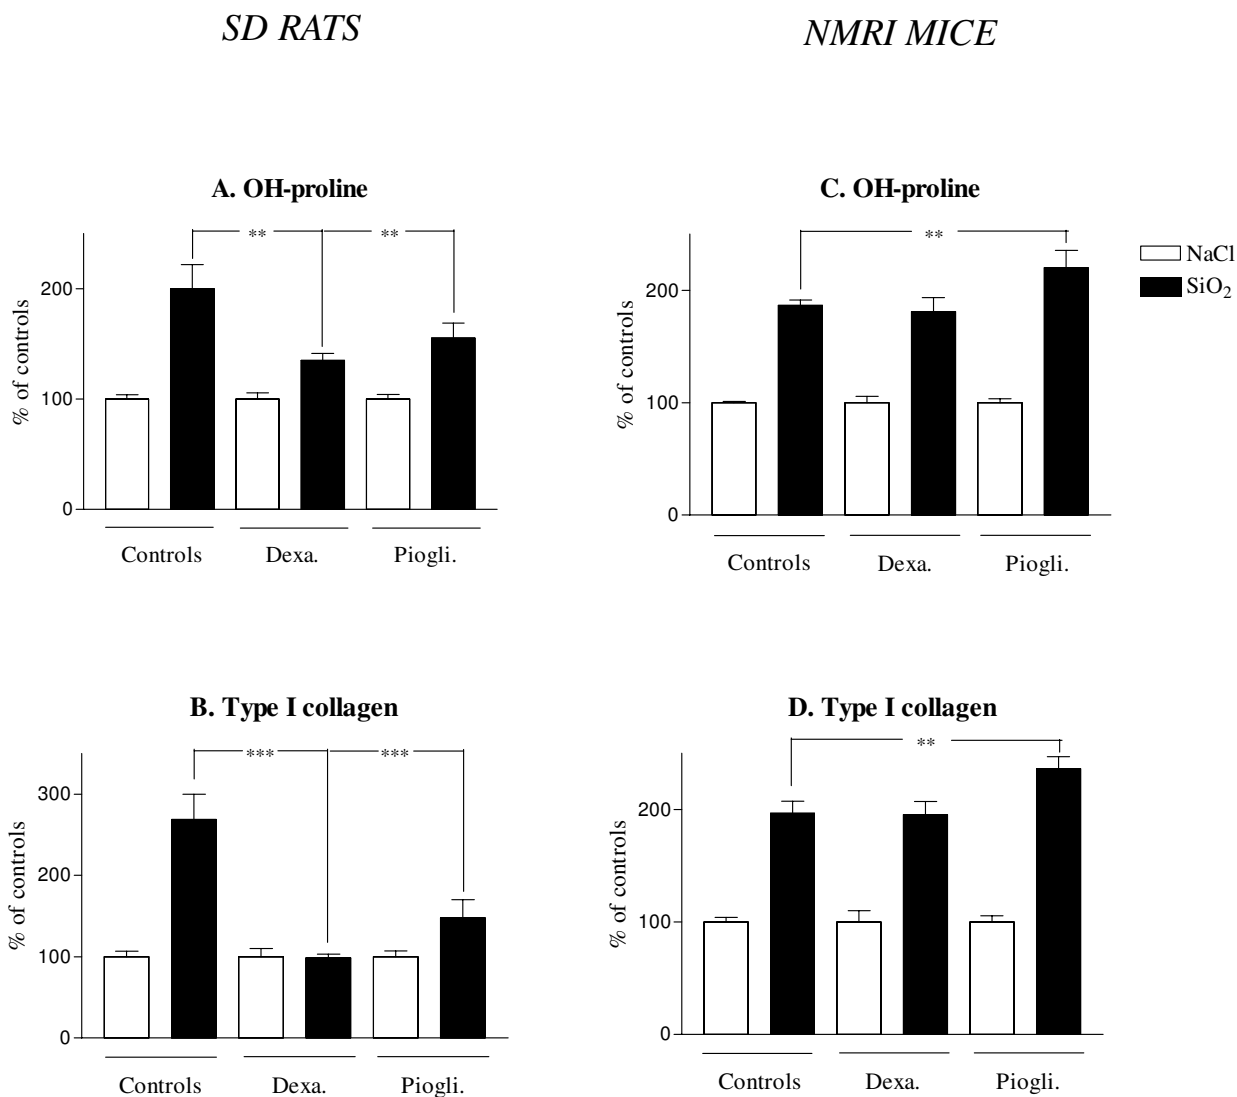 SD RATS
NMRI MICE
A. OH-proline
** **
% of controls
200
100
0
Controls Dexa. Piogli.
C. OH-proline
**
% of controls
200
100
0
Controls Dexa. Piogli.
NaCl
SiO2
B. Type I collagen
*** ***
% of controls
300
200
100
0
Controls Dexa. Piogli.
D. Type I collagen
**
% of controls
200
100
0
Controls Dexa. Piogli.